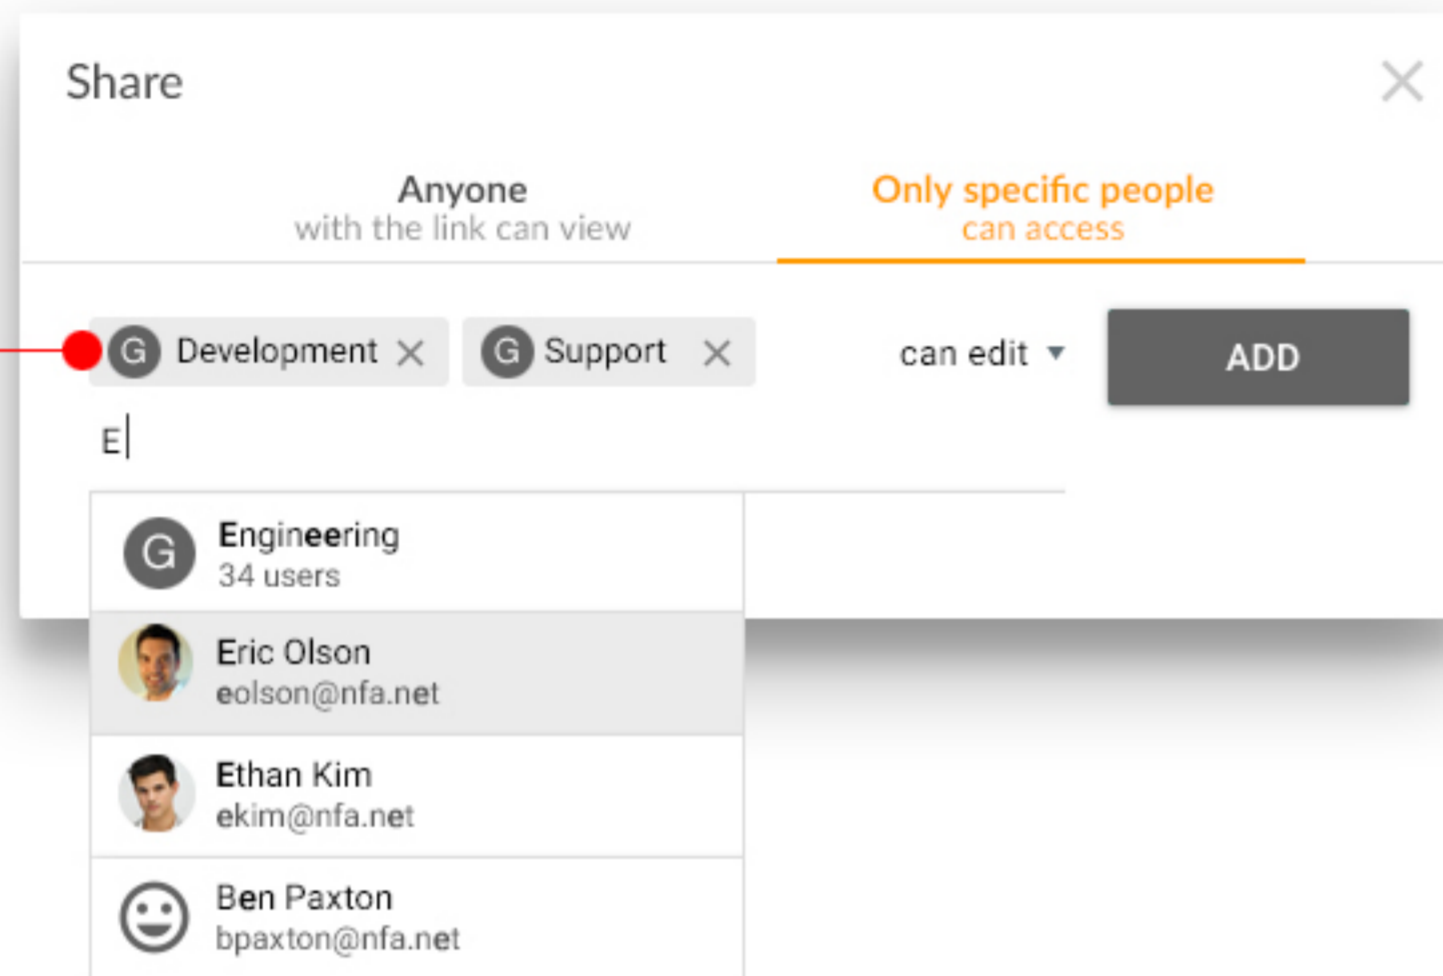 Share
Anyone
with the link can view
Only specific people
can access
G Development
G Support
can edit
ADD
E
G
Engineering
34 users
Eric Olson
eolson@nfa.net
Ethan Kim
ekim@nfa.net
Ben Paxton
bpaxton@nfa.net